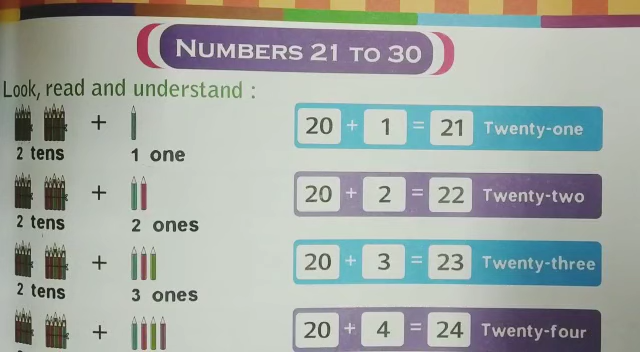 NUMBERS 21 TO 30
Look, read and understand :
+ 20 + 1 = 21 Twenty-one
2 tens 1 one
+ 20 + 2 = 22 Twenty-two
2 tens 2 ones
+ 20 + 3 = 23 Twenty-three
2 tens 3 ones
+ 20 + 4 = 24 Twenty-four